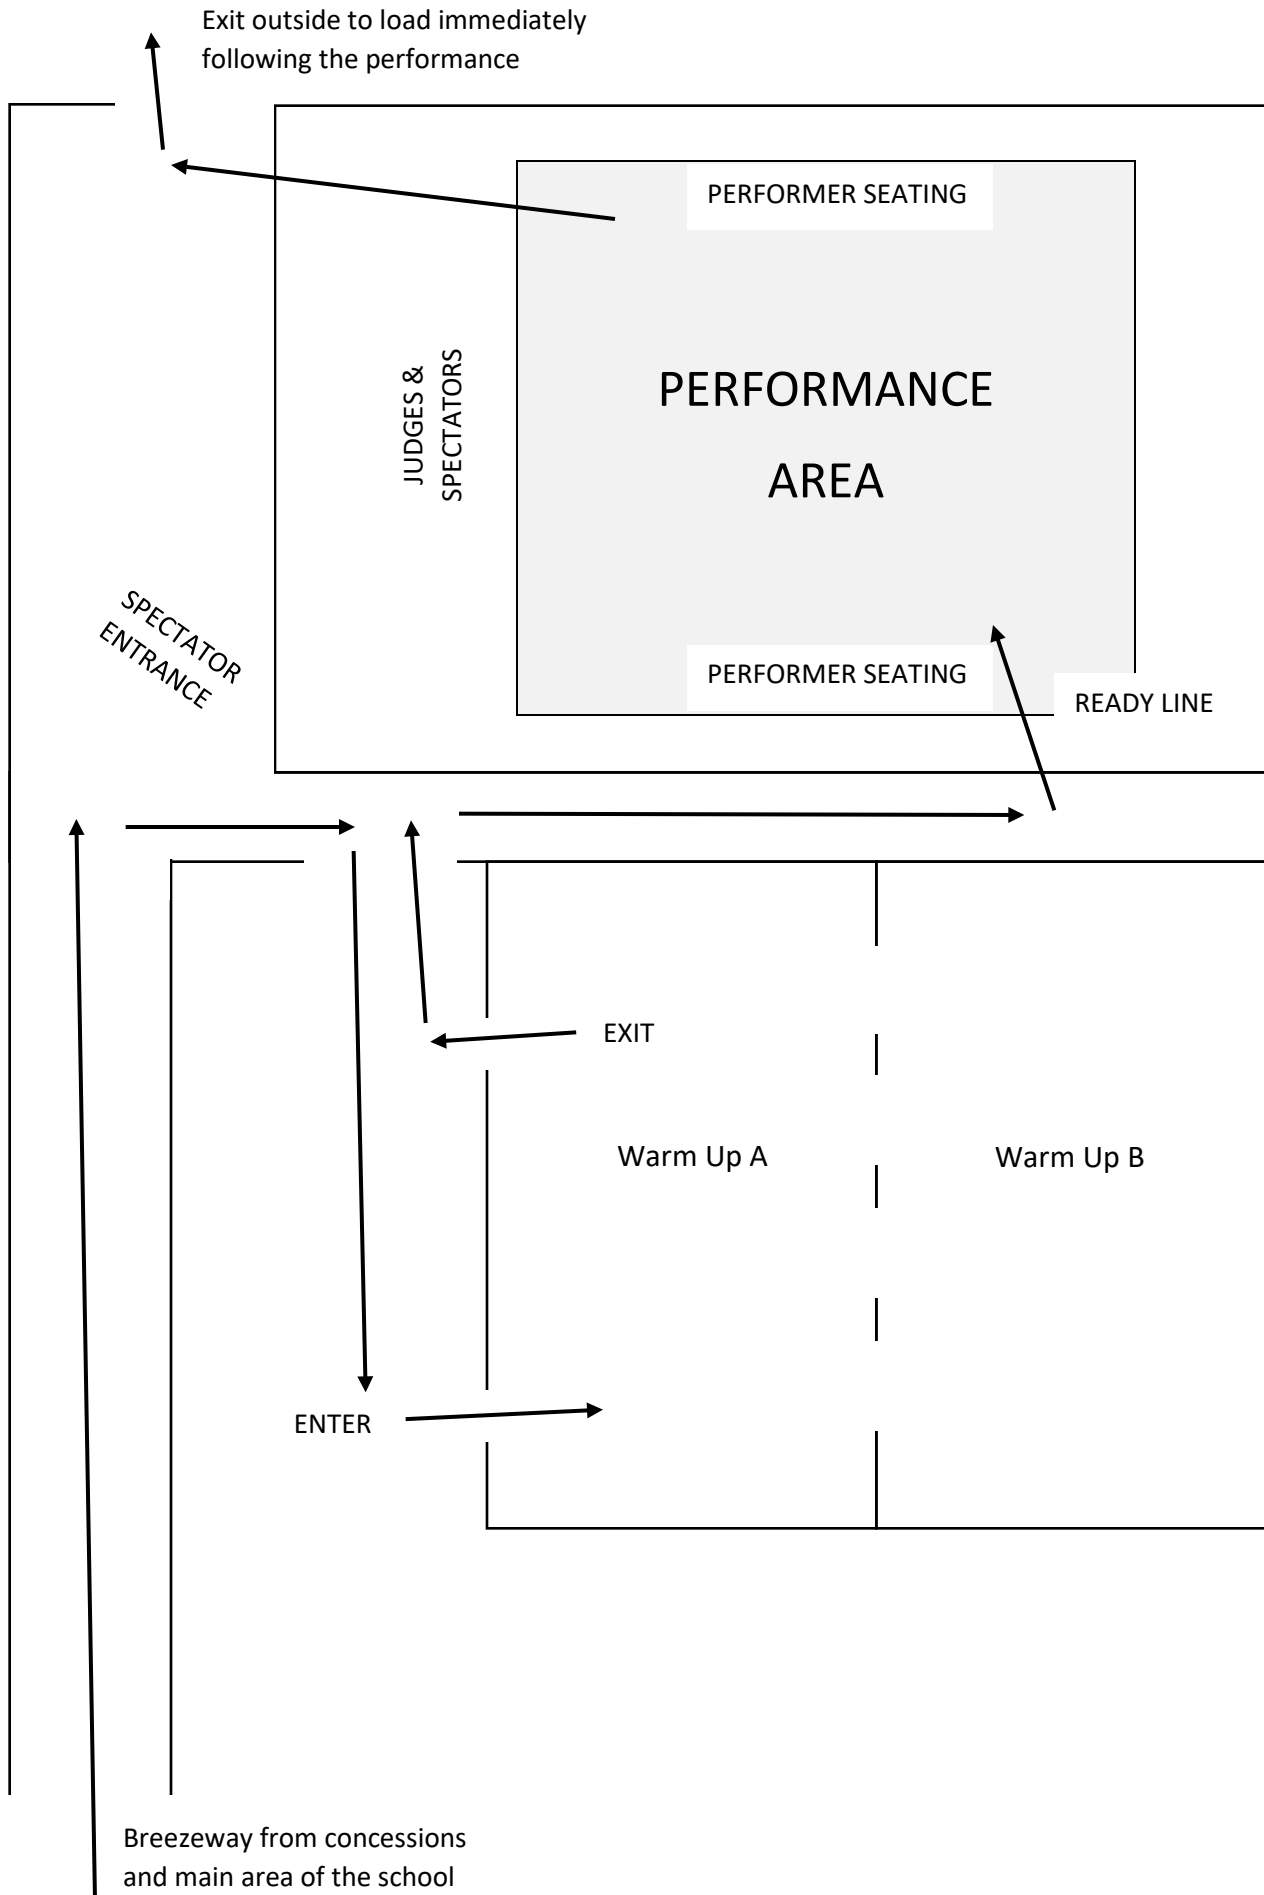 Exit outside to load immediately
following the performance
PERFORMER SEATING
JUDGES &
SPECTATORS
PERFORMANCE
AREA
SPECTATOR
ENTRANCE
PERFORMER SEATING
READY LINE
EXIT
Warm Up A
Warm Up B
ENTER
Breezeway from concessions
and main area of the school